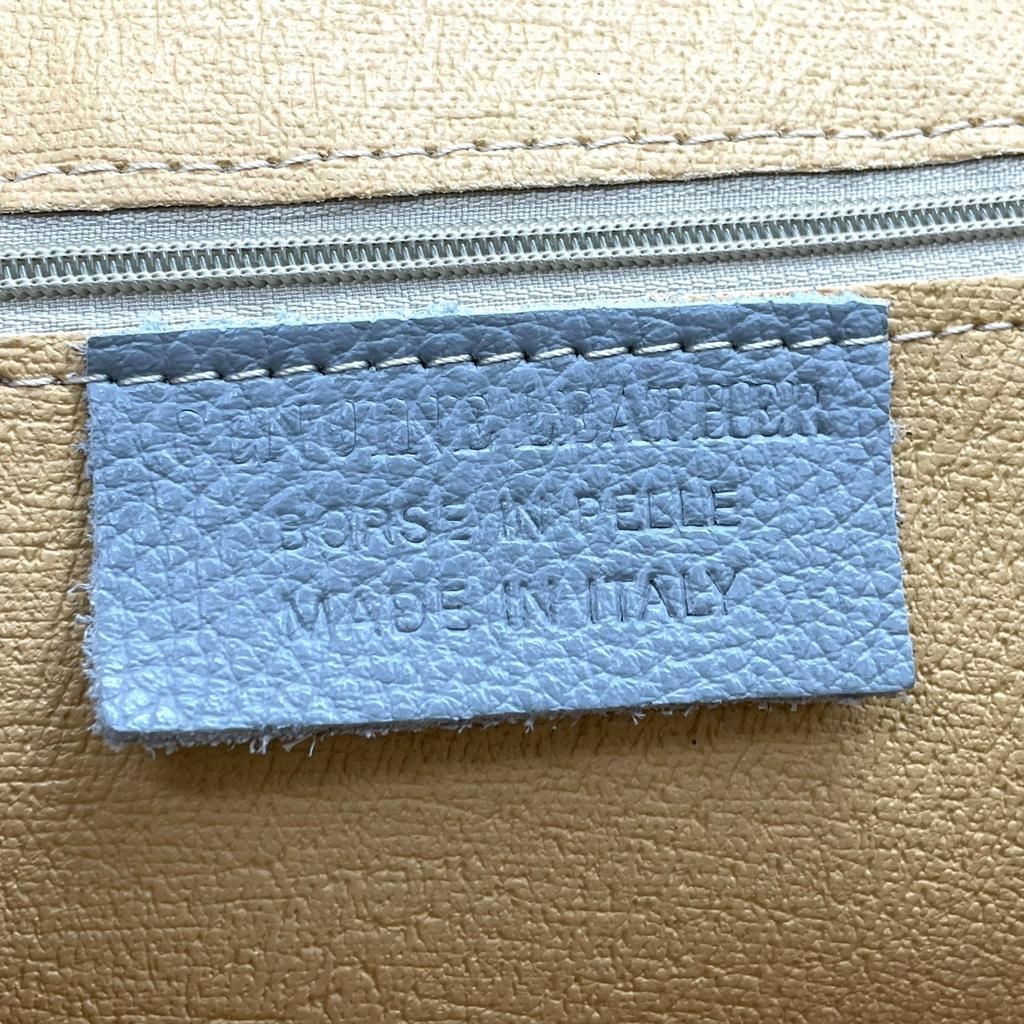 GENUINE LEATHER
BORSE IN PELLE
MADE IN ITALY